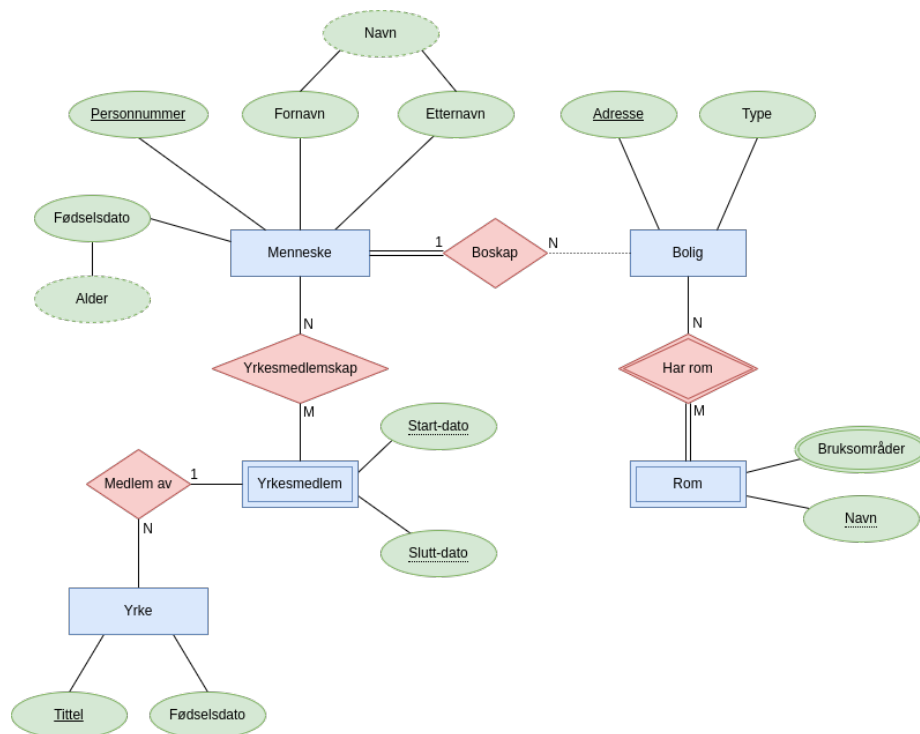 Navn
Personnummer
Fornavn
Etternavn
Adresse
Type
Fødselsdato
Menneske
1
Boskap
N
Bolig
Alder
N
N
Yrkesmedlemskap
Har rom
M
M
Start-dato
Bruksområder
Medlem av
1
Yrkesmedlem
Rom
Navn
N
Slutt-dato
Yrke
Tittel
Fødselsdato